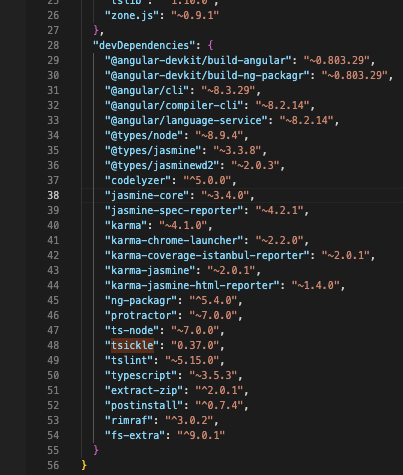 25 "tslib": "^1.10.0",
26 "zone.js": "~0.9.1"
27 },
28 "devDependencies": {
29 "@angular-devkit/build-angular": "~0.803.29",
30 "@angular-devkit/build-ng-packagr": "~0.803.29",
31 "@angular/cli": "~8.3.29",
32 "@angular/compiler-cli": "~8.2.14",
33 "@angular/language-service": "~8.2.14",
34 "@types/node": "~8.9.4",
35 "@types/jasmine": "~3.3.8",
36 "@types/jasminewd2": "~2.0.3",
37 "codelyzer": "^5.0.0",
38 "jasmine-core": "~3.4.0",
39 "jasmine-spec-reporter": "~4.2.1",
40 "karma": "~4.1.0",
41 "karma-chrome-launcher": "~2.2.0",
42 "karma-coverage-istanbul-reporter": "~2.0.1",
43 "karma-jasmine": "~2.0.1",
44 "karma-jasmine-html-reporter": "~1.4.0",
45 "ng-packagr": "^5.4.0",
46 "protractor": "~7.0.0",
47 "ts-node": "~7.0.0",
48 "tsickle": "0.37.0",
49 "tslint": "~5.15.0",
50 "typescript": "~3.5.3",
51 "extract-zip": "^2.0.1",
52 "postinstall": "^0.7.4",
53 "rimraf": "^3.0.2",
54 "fs-extra": "^9.0.1"
55 }
56 }